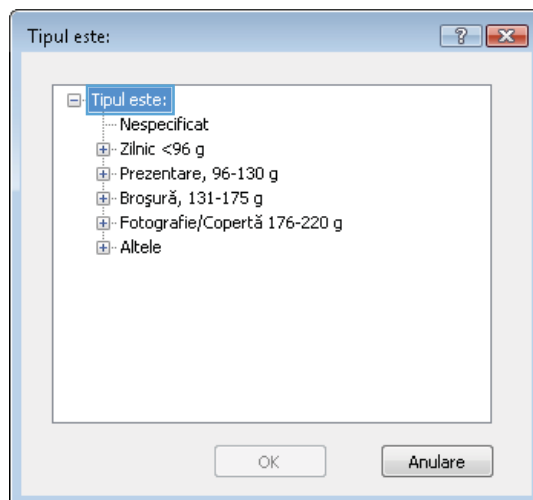 Tipul este:
Tipul este:
Nespecificat
Zilnic <96 g
Prezentare, 96-130 g
Broşură, 131-175 g
Fotografie/Copertă 176-220 g
Altele
OK
Anulare